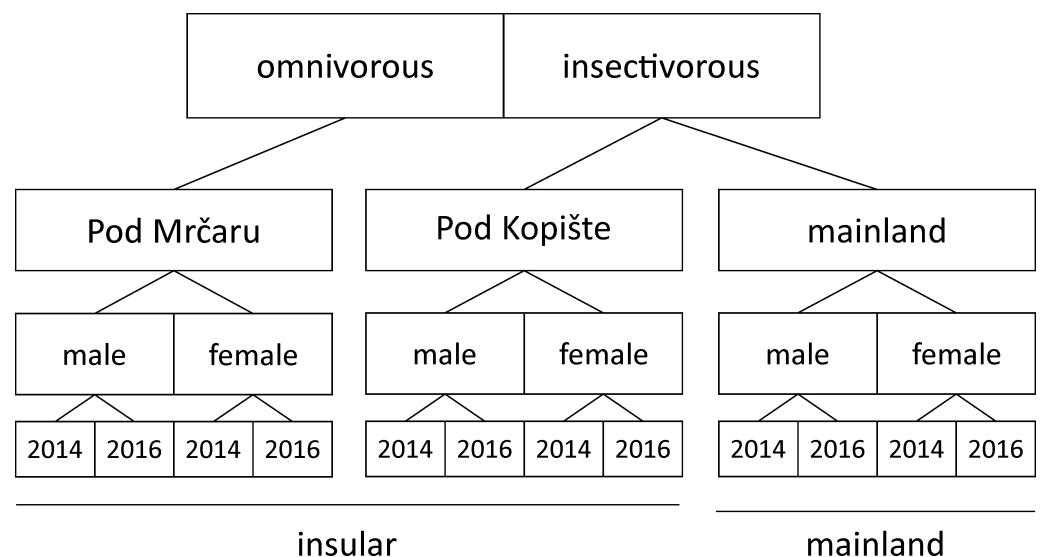 omnivorous insectivorous
Pod Mrčaru Pod Kopište mainland
male female male female male female
2014 2016 2014 2016 2014 2016 2014 2016 2014 2016 2014 2016
insular mainland